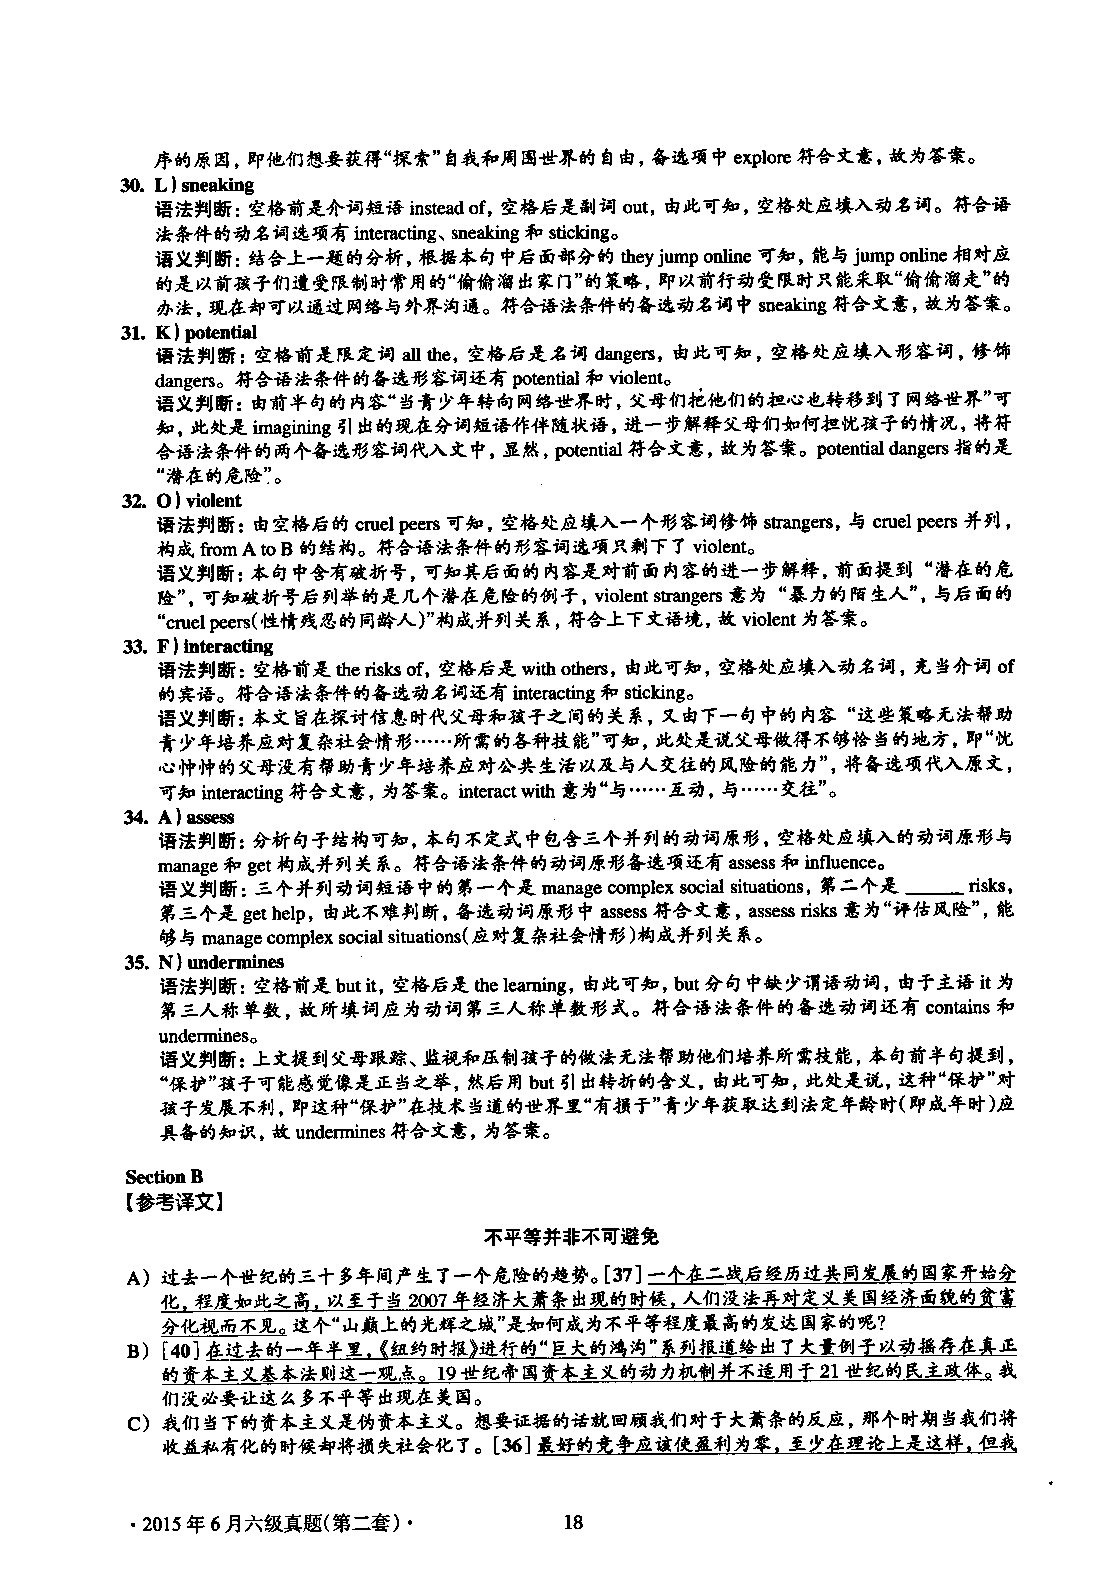 序的原因，即他们想要获得“探索”自我和周围世界的自由，备选项中 explore 符合文意，故为答案。
30. L) sneaking
语法判断：空格前是介词短语 instead of，空格后是副词 out，由此可知，空格处应填入动名词。符合语
法条件的动名词选项有 interacting、sneaking 和 sticking。
语义判断：结合上一题的分析，根据本句中后面部分的 they jump online 可知，能与 jump online 相对应
的是以前孩子们遭受限制时常用的“偷偷溜出家门”的策略，即以前行动受限时只能采取“偷偷溜走”的
办法，现在却可以通过网络与外界沟通。符合语法条件的备选动名词中 sneaking 符合文意，故为答案。
31. K) potential
语法判断：空格前是限定词 all the，空格后是名词 dangers，由此可知，空格处应填入形容词，修饰
dangers。符合语法条件的备选形容词还有 potential 和 violent。
语义判断：由前半句的内容“当青少年转向网络世界时，父母们把他们的担心也转移到了网络世界”可
知，此处是 imagining 引出的现在分词短语作伴随状语，进一步解释父母们如何担忧孩子的情况，将符
合语法条件的两个备选形容词代入文中，显然，potential 符合文意，故为答案。potential dangers 指的是
“潜在的危险”。
32. O) violent
语法判断：由空格后的 cruel peers 可知，空格处应填入一个形容词修饰 strangers，与 cruel peers 并列，
构成 from A to B 的结构。符合语法条件的形容词选项只剩下了 violent。
语义判断：本句中含有破折号，可知其后面的内容是对前面内容的进一步解释，前面提到“潜在的危
险”，可知破折号后列举的是几个潜在危险的例子，violent strangers 意为“暴力的陌生人”，与后面的
“cruel peers(性情残忍的同龄人)”构成并列关系，符合上下文语境，故 violent 为答案。
33. F) interacting
语法判断：空格前是 the risks of，空格后是 with others，由此可知，空格处应填入动名词，充当介词 of
的宾语。符合语法条件的备选动名词还有 interacting 和 sticking。
语义判断：本文旨在探讨信息时代父母和孩子之间的关系，又由下一句中的内容“这些策略无法帮助
青少年培养应对复杂社会情形……所需的各种技能”可知，此处是说父母做得不够恰当的地方，即“忧
心忡忡的父母没有帮助青少年培养应对公共生活以及与人交往的风险的能力”，将备选项代入原文，
可知 interacting 符合文意，为答案。interact with 意为“与……互动，与……交往”。
34. A) assess
语法判断：分析句子结构可知，本句不定式中包含三个并列的动词原形，空格处应填入的动词原形与
manage 和 get 构成并列关系。符合语法条件的动词原形备选项还有 assess 和 influence。
语义判断：三个并列动词短语中的第一个是 manage complex social situations，第二个是 ______ risks，
第三个是 get help，由此不难判断，备选动词原形中 assess 符合文意，assess risks 意为“评估风险”，能
够与 manage complex social situations(应对复杂社会情形)构成并列关系。
35. N) undermines
语法判断：空格前是 but it，空格后是 the learning，由此可知，but 分句中缺少谓语动词，由于主语 it 为
第三人称单数，故所填词应为动词第三人称单数形式。符合语法条件的备选动词还有 contains 和
undermines。
语义判断：上文提到父母跟踪、监视和压制孩子的做法无法帮助他们培养所需技能，本句前半句提到，
“保护”孩子可能感觉像是正当之举，然后用 but 引出转折的含义，由此可知，此处是说，这种“保护”对
孩子发展不利，即这种“保护”在技术当道的世界里“有损于”青少年获取达到法定年龄时(即成年时)应
具备的知识，故 undermines 符合文意，为答案。
Section B
【参考译文】
不平等并非不可避免
A) 过去一个世纪的三十多年间产生了一个危险的趋势。[37]一个在二战后经历过共同发展的国家开始分
化，程度如此之高，以至于当 2007 年经济大萧条出现的时候，人们没法再对定义美国经济面貌的贫富
分化视而不见。这个“山巅上的光辉之城”是如何成为不平等程度最高的发达国家的呢？
B) [40]在过去的一年半里，《纽约时报》进行的“巨大的鸿沟”系列报道给出了大量例子以动摇存在真正
的资本主义基本法则这一观点。19 世纪帝国资本主义的动力机制并不适用于 21 世纪的民主政体。我
们没必要让这么多不平等出现在美国。
C) 我们当下的资本主义是伪资本主义。想要证据的话就回顾我们对于大萧条的反应，那个时期当我们将
收益私有化的时候却将损失社会化了。[36]最好的竞争应该使盈利为零，至少在理论上是这样，但我
·2015 年 6 月六级真题(第二套)·
18